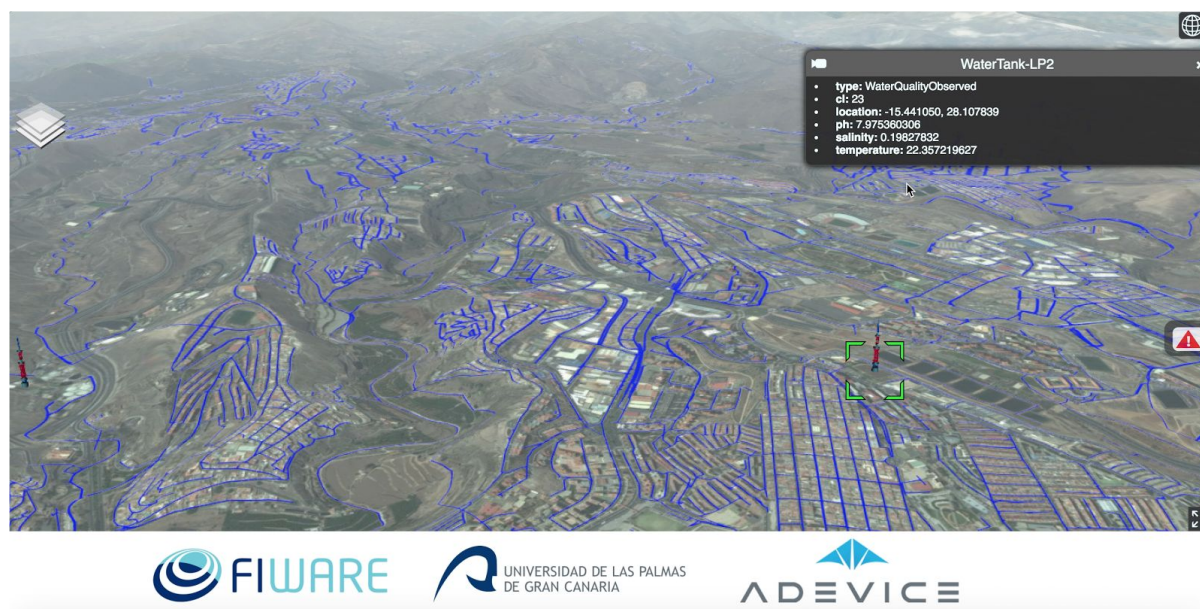 WaterTank-LP2
type: WaterQualityObserved
cl: 23
location: -15.441050, 28.107839
ph: 7.975360306
salinity: 0.19827832
temperature: 22.357219627
FIWARE
UNIVERSIDAD DE LAS PALMAS
DE GRAN CANARIA
ADEVICE